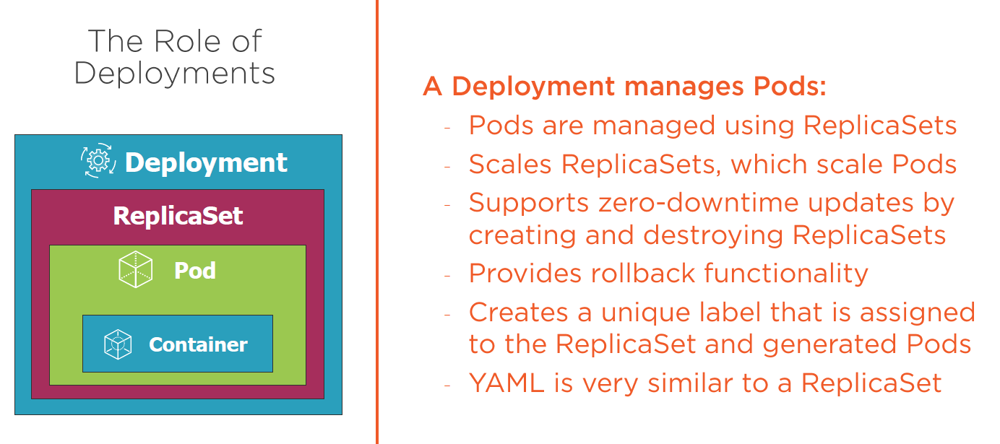 The Role of
Deployments
Deployment
ReplicaSet
Pod
Container
A Deployment manages Pods:
- Pods are managed using ReplicaSets
- Scales ReplicaSets, which scale Pods
- Supports zero-downtime updates by
creating and destroying ReplicaSets
- Provides rollback functionality
- Creates a unique label that is assigned
to the ReplicaSet and generated Pods
- YAML is very similar to a ReplicaSet